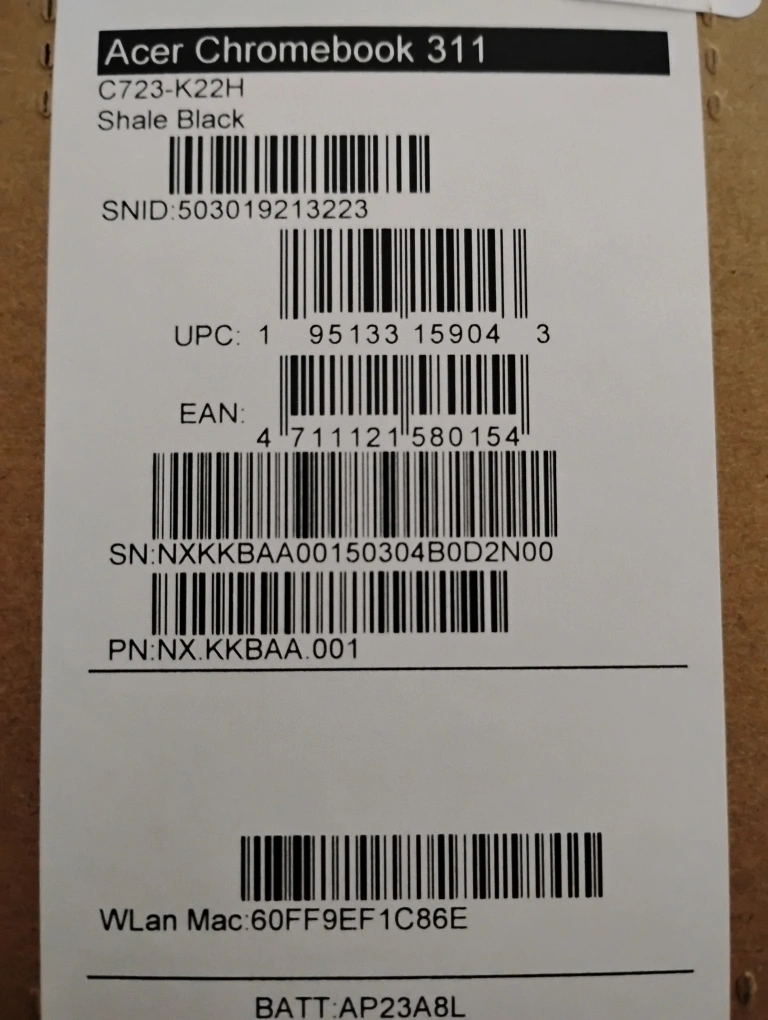 Acer Chromebook 311
C723-K22H
Shale Black
SNID:503019213223
UPC: 1 95133 15904 3
EAN:
4 711121 580154
SN:NXKKBAA00150304B0D2N00
PN:NX.KKBAA.001
WLan Mac:60FF9EF1C86E
BATT:AP23A8L